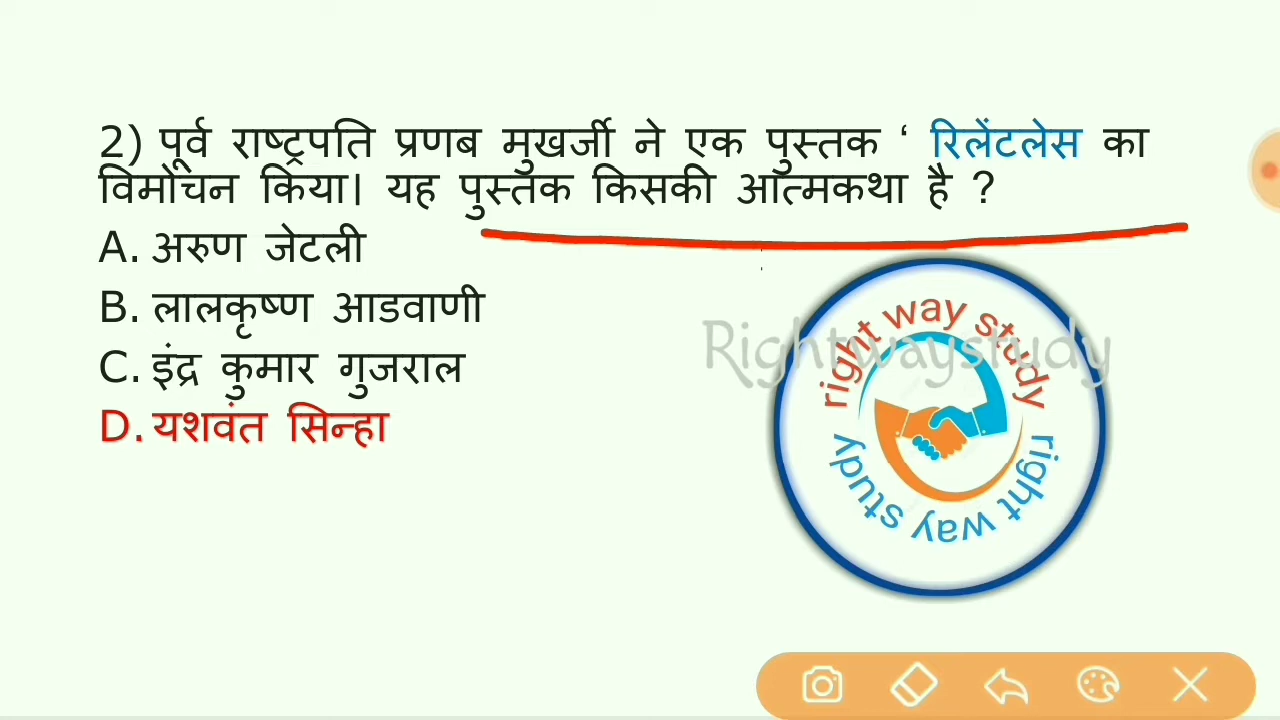 2) पूर्व राष्ट्रपति प्रणब मुखर्जी ने एक पुस्तक ‘ रिलेंटलेस का
विमोचन किया। यह पुस्तक किसकी आत्मकथा है ?
A. अरुण जेटली
B. लालकृष्ण आडवाणी
C. इंद्र कुमार गुजराल
D. यशवंत सिन्हा
right way study
Rightwaystudy
right way study